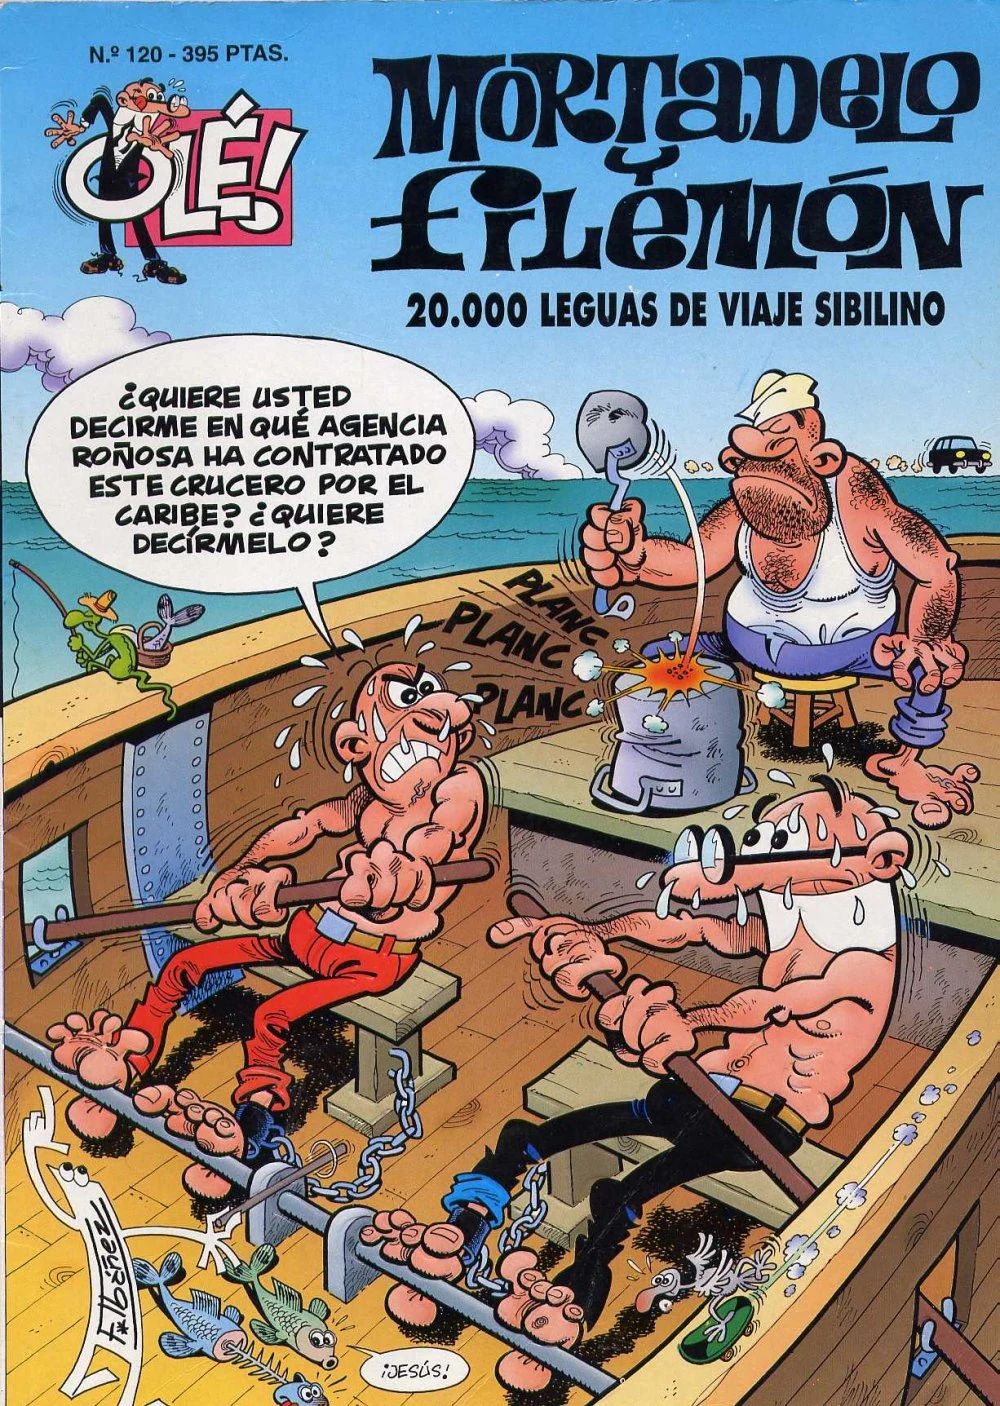 N.º 120 - 395 PTAS.
OLÉ!
MORTADELO
Y
FILEMÓN
20.000 LEGUAS DE VIAJE SIBILINO
¿QUIERE USTED
DECIRME EN QUÉ AGENCIA
ROÑOSA HA CONTRATADO
ESTE CRUCERO POR EL
CARIBE? ¿QUIERE
DECÍRMELO?
PLANC
PLANC
PLANC
F. Ibáñez
¡JESÚS!